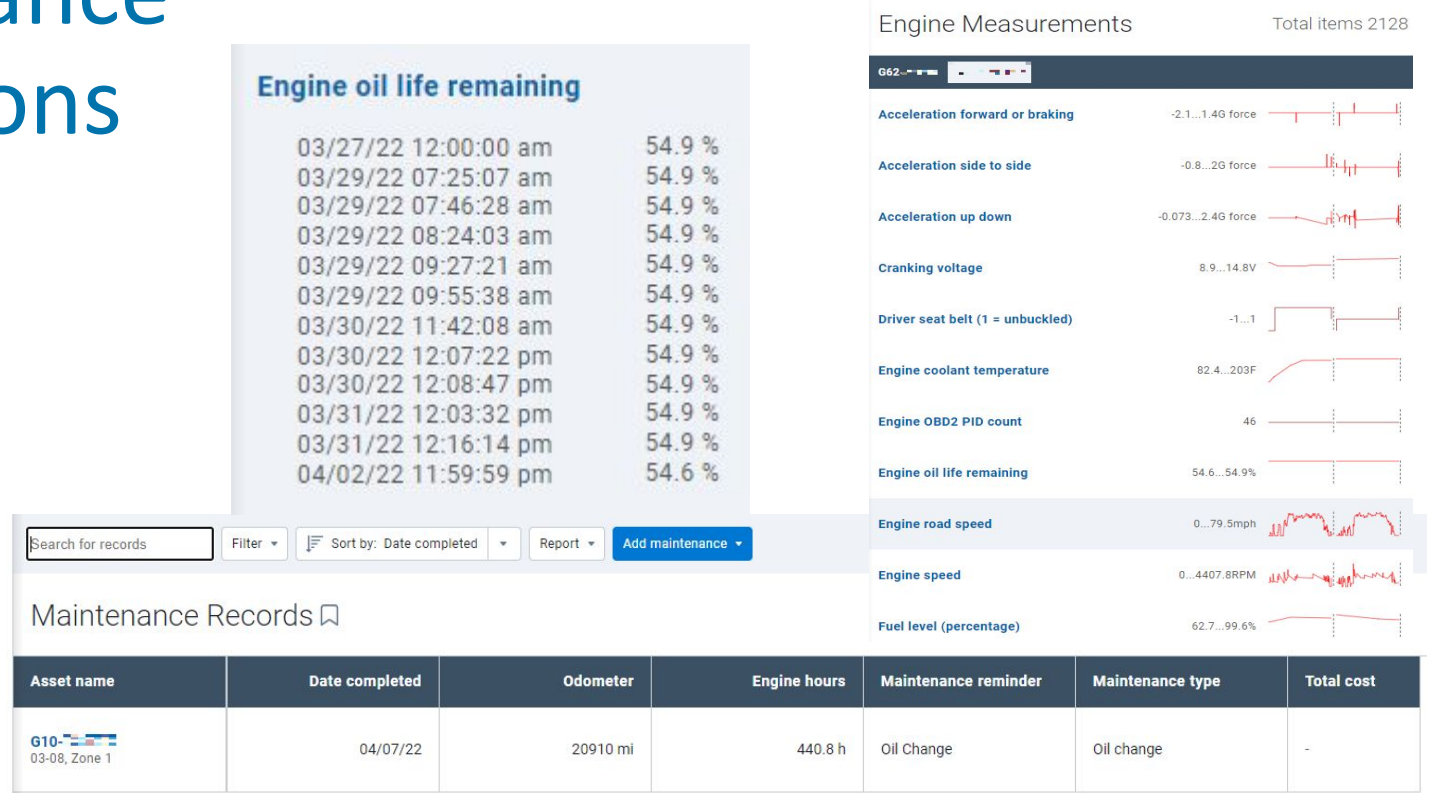 Engine oil life remaining
03/27/22 12:00:00 am 54.9 %
03/29/22 07:25:07 am 54.9 %
03/29/22 07:46:28 am 54.9 %
03/29/22 08:24:03 am 54.9 %
03/29/22 09:27:21 am 54.9 %
03/29/22 09:55:38 am 54.9 %
03/30/22 11:42:08 am 54.9 %
03/30/22 12:07:22 pm 54.9 %
03/30/22 12:08:47 pm 54.9 %
03/31/22 12:03:32 pm 54.9 %
03/31/22 12:16:14 pm 54.9 %
04/02/22 11:59:59 pm 54.6 %
Engine Measurements Total items 2128
G62-
Acceleration forward or braking -2.1...1.4G force
Acceleration side to side -0.8...2G force
Acceleration up down -0.073...2.4G force
Cranking voltage 8.9...14.8V
Driver seat belt (1 = unbuckled) -1...1
Engine coolant temperature 82.4...203F
Engine OBD2 PID count 46
Engine oil life remaining 54.6...54.9%
Engine road speed 0...79.5mph
Engine speed 0...4407.8RPM
Fuel level (percentage) 62.7...99.6%
Search for records Filter Sort by: Date completed Report Add maintenance
Maintenance Records
Asset name Date completed Odometer Engine hours Maintenance reminder Maintenance type Total cost
G10- 04/07/22 20910 mi 440.8 h Oil Change Oil change -
03-08, Zone 1